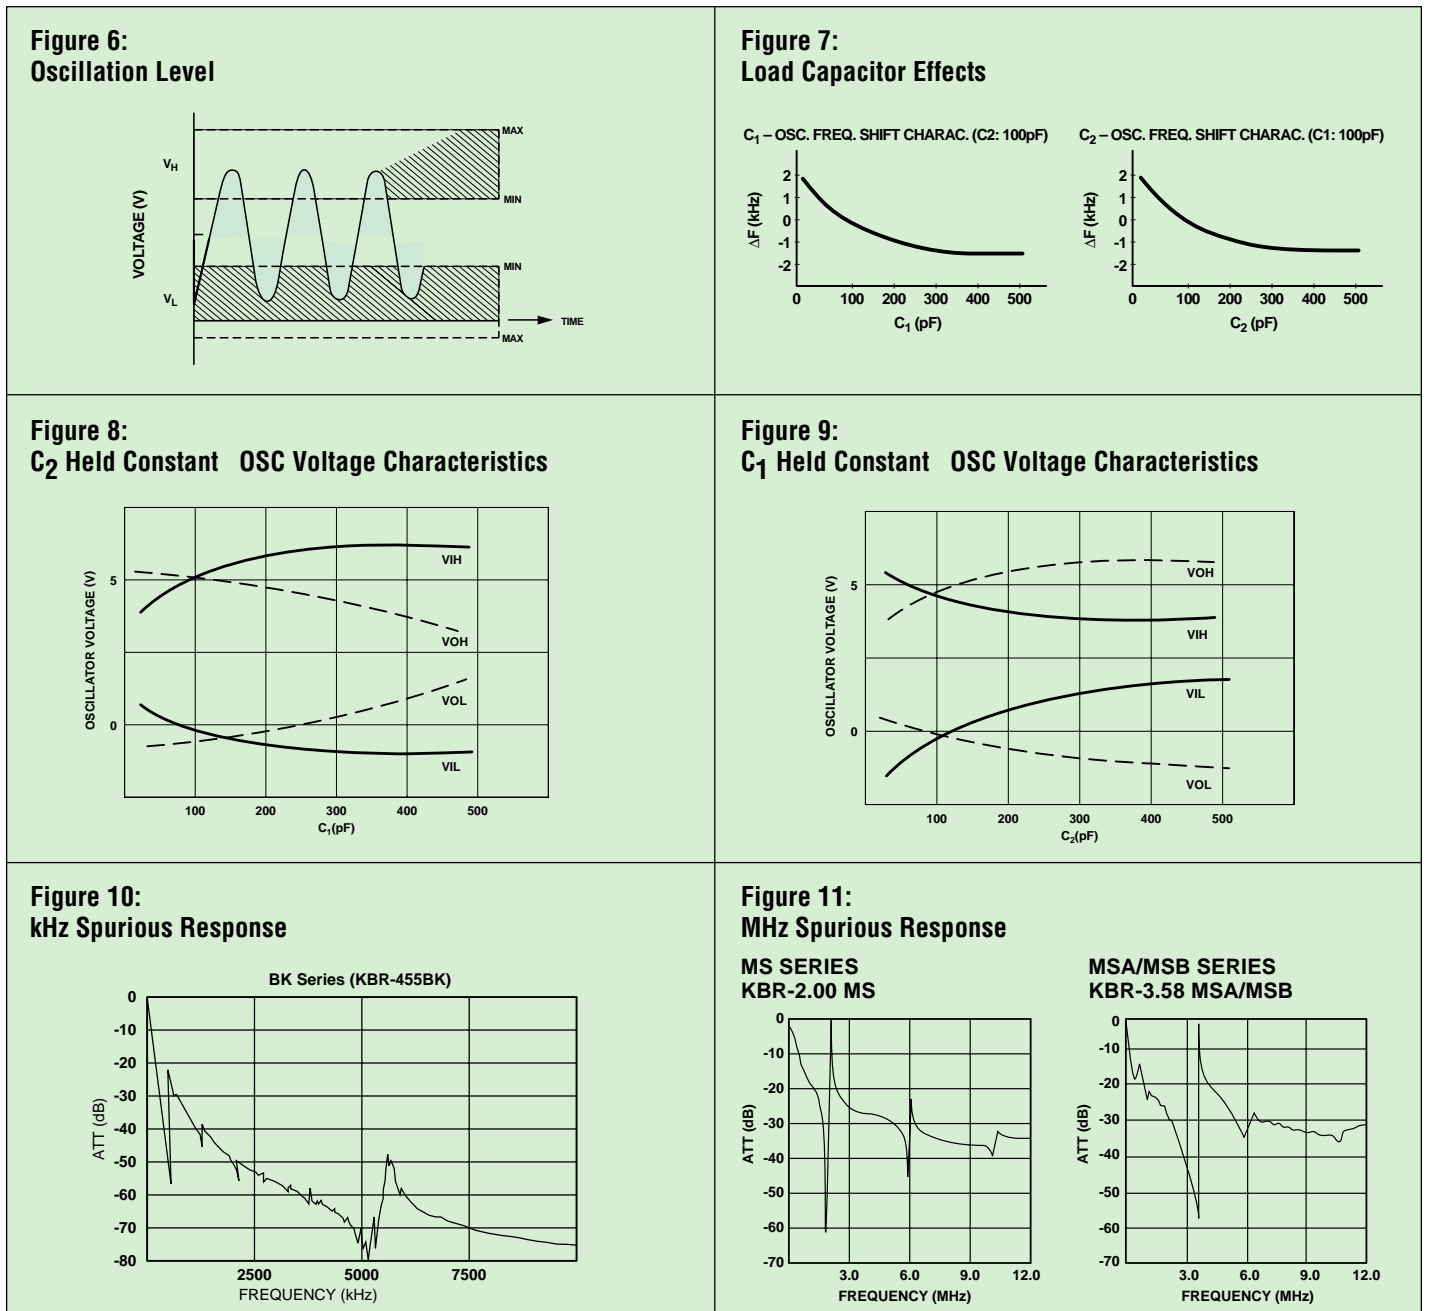 Figure 6:
Oscillation Level
MAX
VH
MIN
VOLTAGE (V)
MIN
VL
TIME
MAX
Figure 7:
Load Capacitor Effects
C1 – OSC. FREQ. SHIFT CHARAC. (C2: 100pF)
2
1
0
-1
-2
ΔF (kHz)
0 100 200 300 400 500
C1 (pF)
C2 – OSC. FREQ. SHIFT CHARAC. (C1: 100pF)
2
1
0
-1
-2
ΔF (kHz)
0 100 200 300 400 500
C2 (pF)
Figure 8:
C2 Held Constant OSC Voltage Characteristics
OSCILLATOR VOLTAGE (V)
5
0
VIH
VOH
VOL
VIL
100 200 300 400 500
C1(pF)
Figure 9:
C1 Held Constant OSC Voltage Characteristics
OSCILLATOR VOLTAGE (V)
5
0
VOH
VIH
VIL
VOL
100 200 300 400 500
C2(pF)
Figure 10:
kHz Spurious Response
BK Series (KBR-455BK)
0
-10
-20
-30
-40
-50
-60
-70
-80
ATT (dB)
2500 5000 7500
FREQUENCY (kHz)
Figure 11:
MHz Spurious Response
MS SERIES
KBR-2.00 MS
0
-10
-20
-30
-40
-50
-60
-70
ATT (dB)
3.0 6.0 9.0 12.0
FREQUENCY (MHz)
MSA/MSB SERIES
KBR-3.58 MSA/MSB
0
-10
-20
-30
-40
-50
-60
-70
ATT (dB)
3.0 6.0 9.0 12.0
FREQUENCY (MHz)